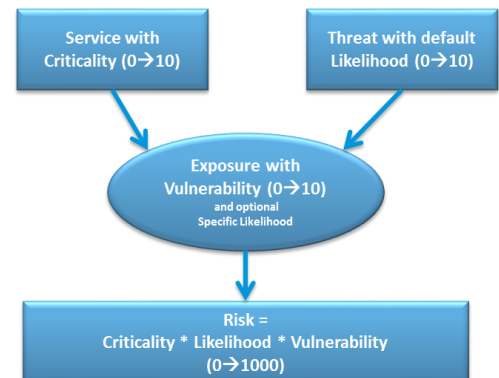 Service with
Criticality (0→10)
Threat with default
Likelihood (0→10)
Exposure with
Vulnerability (0→10)
and optional
Specific Likelihood
Risk =
Criticality * Likelihood * Vulnerability
(0→1000)